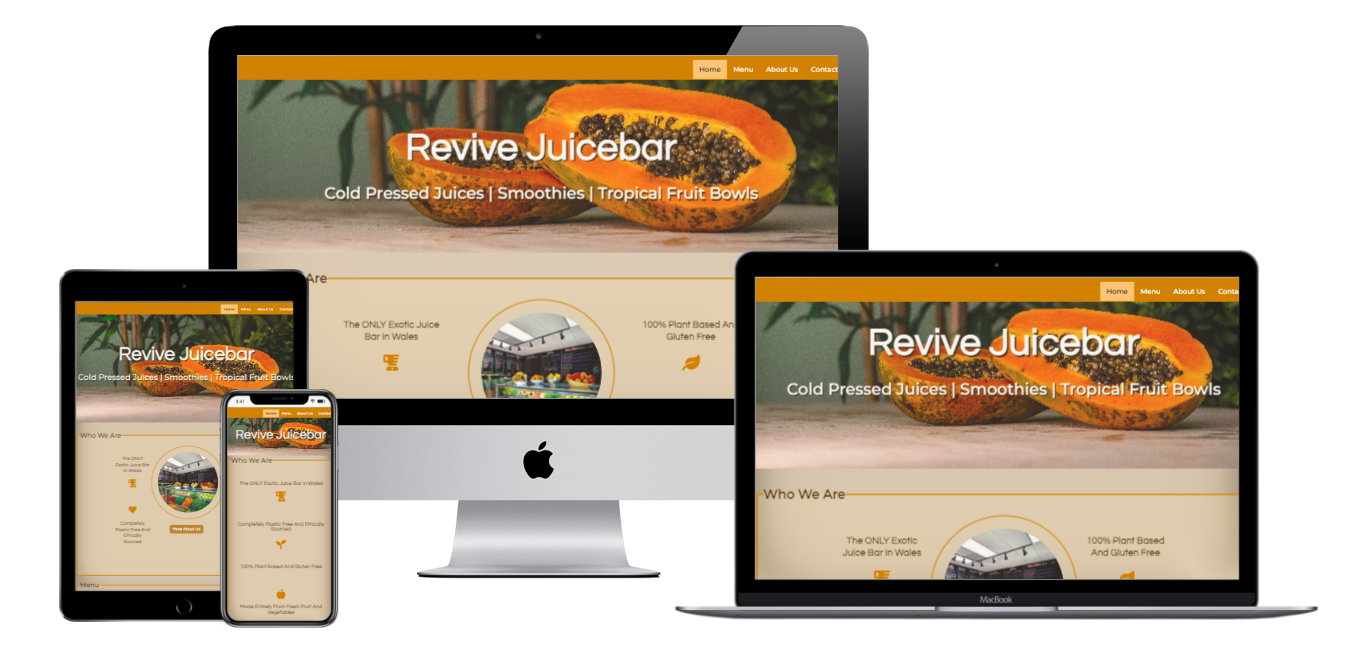 Home Menu About Us Contact
Revive Juicebar
Cold Pressed Juices | Smoothies | Tropical Fruit Bowls
Are
The ONLY Exotic Juice
Bar In Wales
100% Plant Based An
Gluten Free
Home Menu About Us Contac
Revive Juicebar
Cold Pressed Juices | Smoothies | Tropical Fruit Bowls
Who We Are
The ONLY
Exotic Juice Bar
In Wales
Completely
Plastic Free And
Ethically
Sourced
More About Us
Menu
9:41
Home Menu About Us Contac
Revive Juicebar
Who We Are
The ONLY Exotic Juice Bar In Wales
Completely Plastic Free And Ethically
Sourced
100% Plant Based And Gluten Free
Made Entirely From Fresh Fruit And
Vegetables
Home Menu About Us Conta
Revive Juicebar
Cold Pressed Juices | Smoothies | Tropical Fruit Bowls
Who We Are
The ONLY Exotic
Juice Bar In Wales
100% Plant Based
And Gluten Free
MacBook